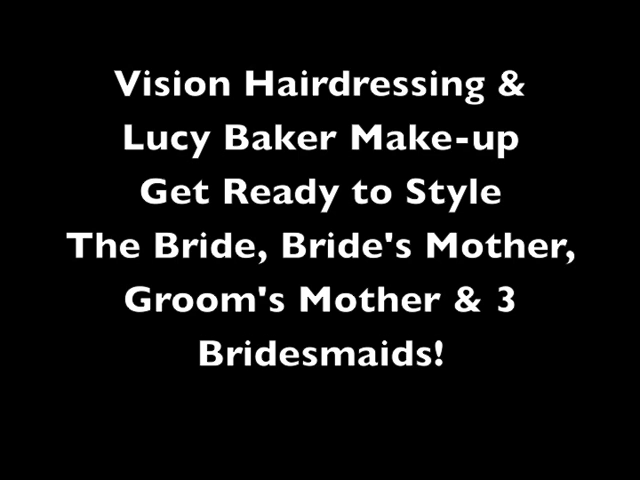 Vision Hairdressing &
Lucy Baker Make-up
Get Ready to Style
The Bride, Bride's Mother,
Groom's Mother & 3
Bridesmaids!